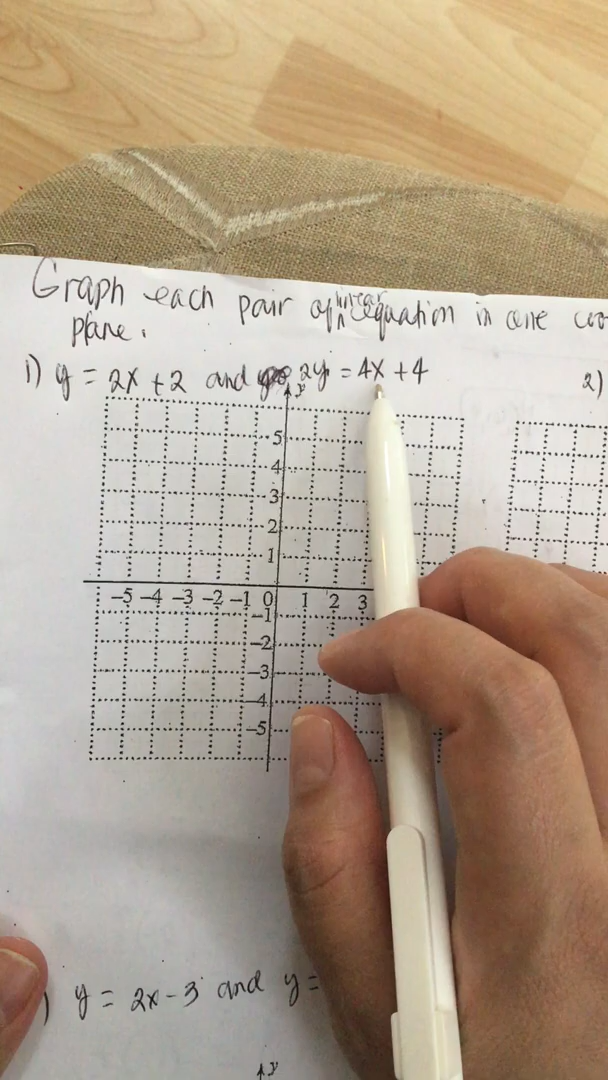 Graph each pair of linear equation in one coo
plane.
1) y = 2x + 2 and 2y = 4x + 4
2)
y
5
4
3
2
1
-5 -4 -3 -2 -1 0 1 2 3
-1
-2
-3
-4
-5
) y = 2x - 3 and y =
y